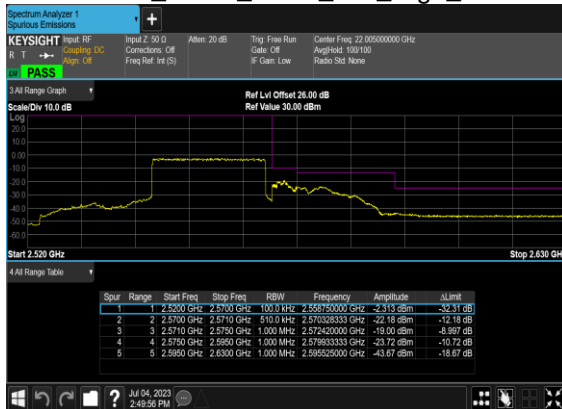 Spectrum Analyzer 1
Spurious Emissions
+
KEYSIGHT Input: RF Input Z: 50 Ω Atten: 20 dB Trig: Free Run Center Freq: 22.005000000 GHz
R T Coupling: DC Corrections: Off Gate: Off Avg|Hold: 100/100
Align: Off Freq Ref: Int (S) IF Gain: Low Radio Std: None
PASS
3 All Range Graph Ref Lvl Offset 26.00 dB
Scale/Div 10.0 dB Ref Value 30.00 dBm
Log
20.0
10.0
0.00
-10.0
-20.0
-30.0
-40.0
-50.0
-60.0
Start 2.520 GHz Stop 2.630 GH
4 All Range Table
Spur Range Start Freq Stop Freq RBW Frequency Amplitude ΔLimit
1 1 2.5200 GHz 2.5700 GHz 100.0 kHz 2.558750000 GHz -2.313 dBm -32.31 dB
2 2 2.5700 GHz 2.5710 GHz 510.0 kHz 2.570328333 GHz -22.18 dBm -12.18 dB
3 3 2.5710 GHz 2.5750 GHz 1.000 MHz 2.572420000 GHz -19.00 dBm -8.997 dB
4 4 2.5750 GHz 2.5950 GHz 1.000 MHz 2.579933333 GHz -23.72 dBm -10.72 dB
5 5 2.5950 GHz 2.6300 GHz 1.000 MHz 2.595525000 GHz -43.67 dBm -18.67 dB
? Jul 04, 2023
2:49:56 PM